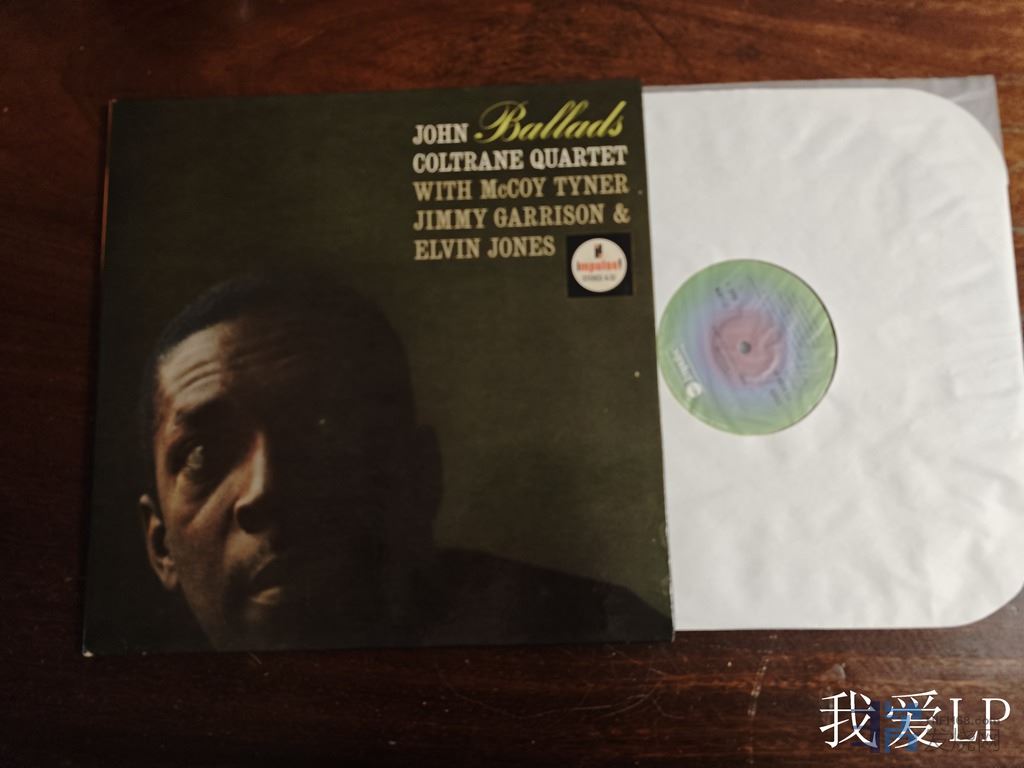 JOHN Ballads
COLTRANE QUARTET
WITH McCOY TYNER
JIMMY GARRISON &
ELVIN JONES
impulse!
我爱LP